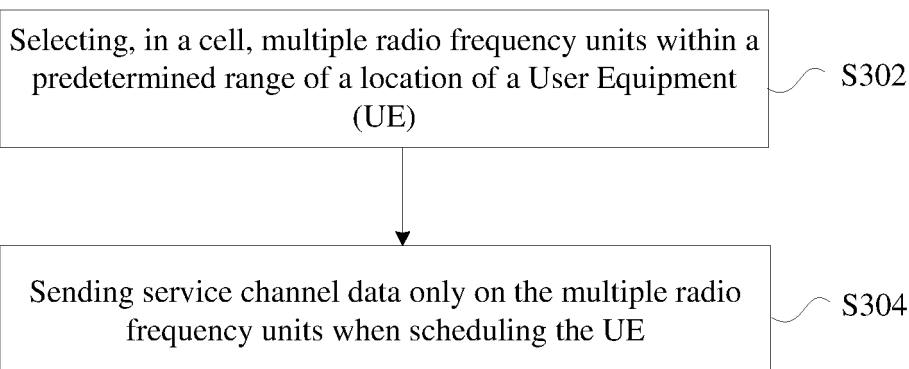 Selecting, in a cell, multiple radio frequency units within a
predetermined range of a location of a User Equipment
(UE)
S302
Sending service channel data only on the multiple radio
frequency units when scheduling the UE
S304